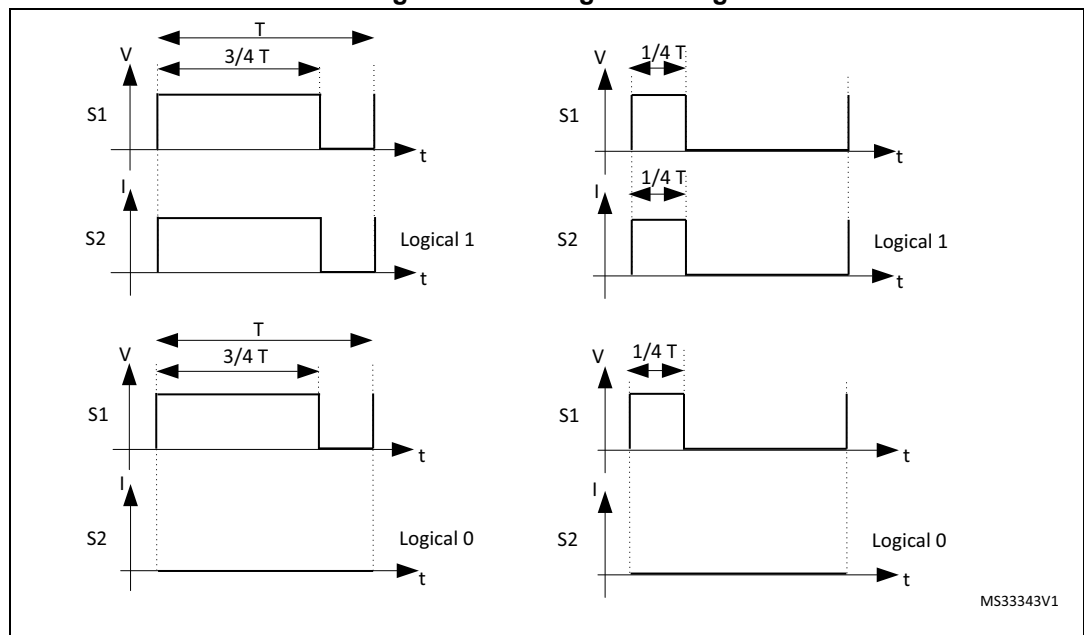 T
3/4 T
V
S1
t
I
S2
Logical 1
t
1/4 T
V
S1
t
1/4 T
I
S2
Logical 1
t
T
3/4 T
V
S1
t
I
S2
Logical 0
t
1/4 T
V
S1
t
I
S2
Logical 0
t
MS33343V1